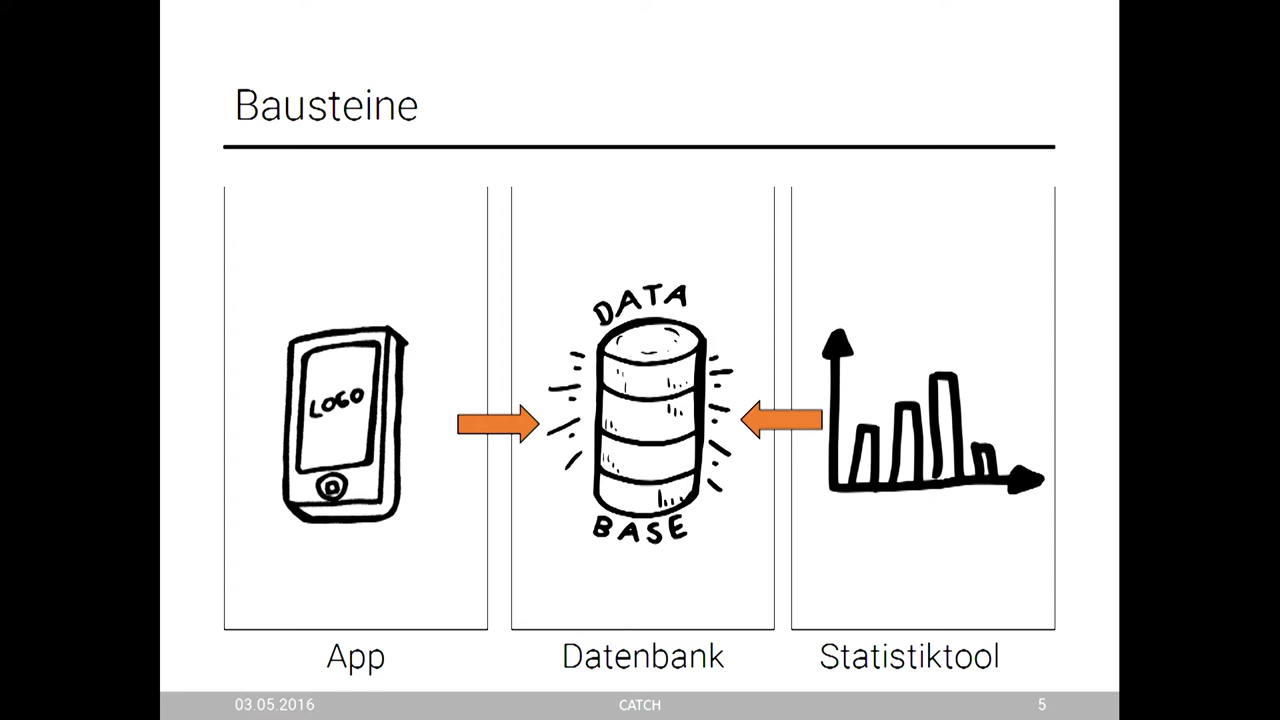 Bausteine
LOGO
DATA
BASE
App
Datenbank
Statistiktool
03.05.2016
CATCH
5